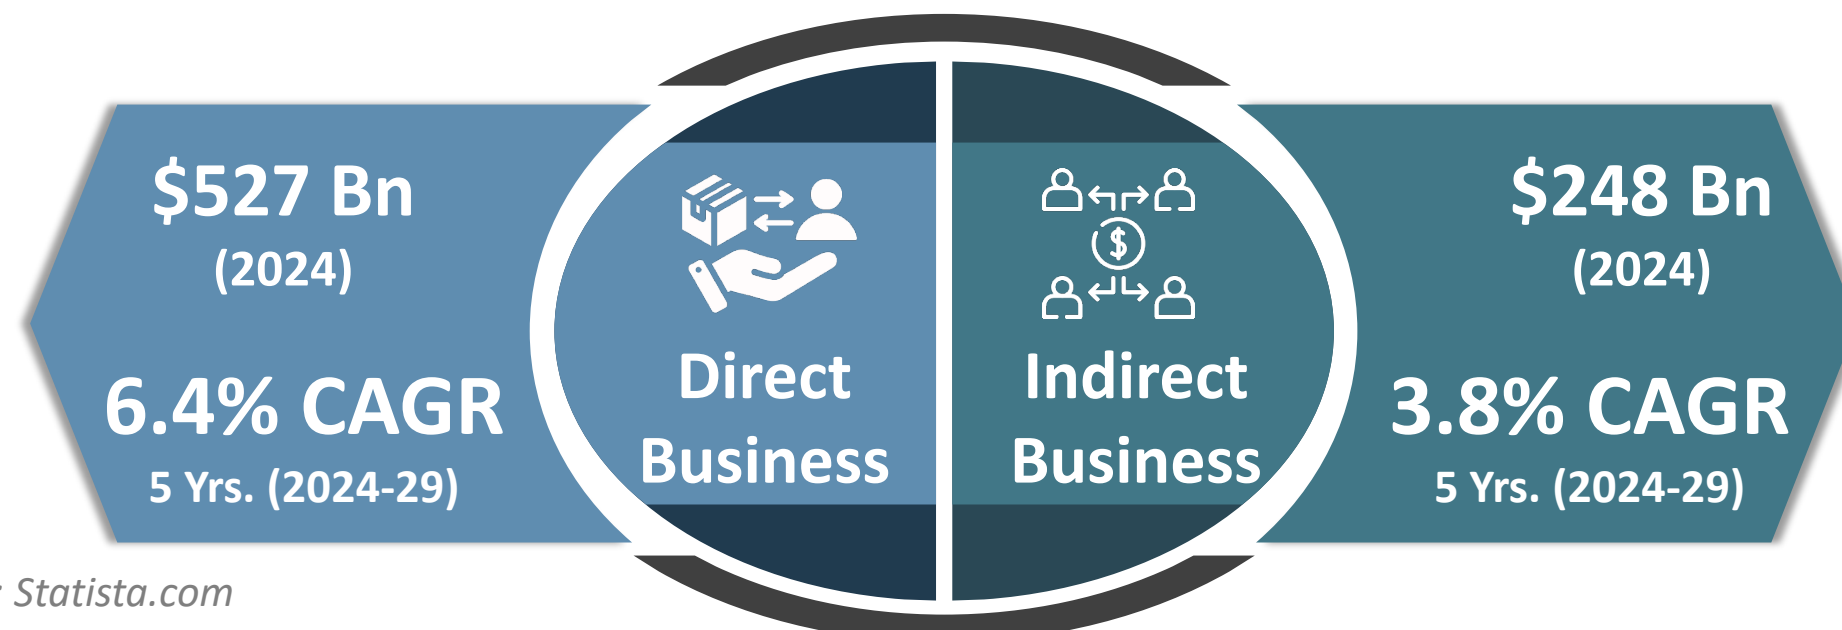 $527 Bn
(2024)
6.4% CAGR
5 Yrs. (2024-29)
Direct
Business
Indirect
Business
$248 Bn
(2024)
3.8% CAGR
5 Yrs. (2024-29)
: Statista.com